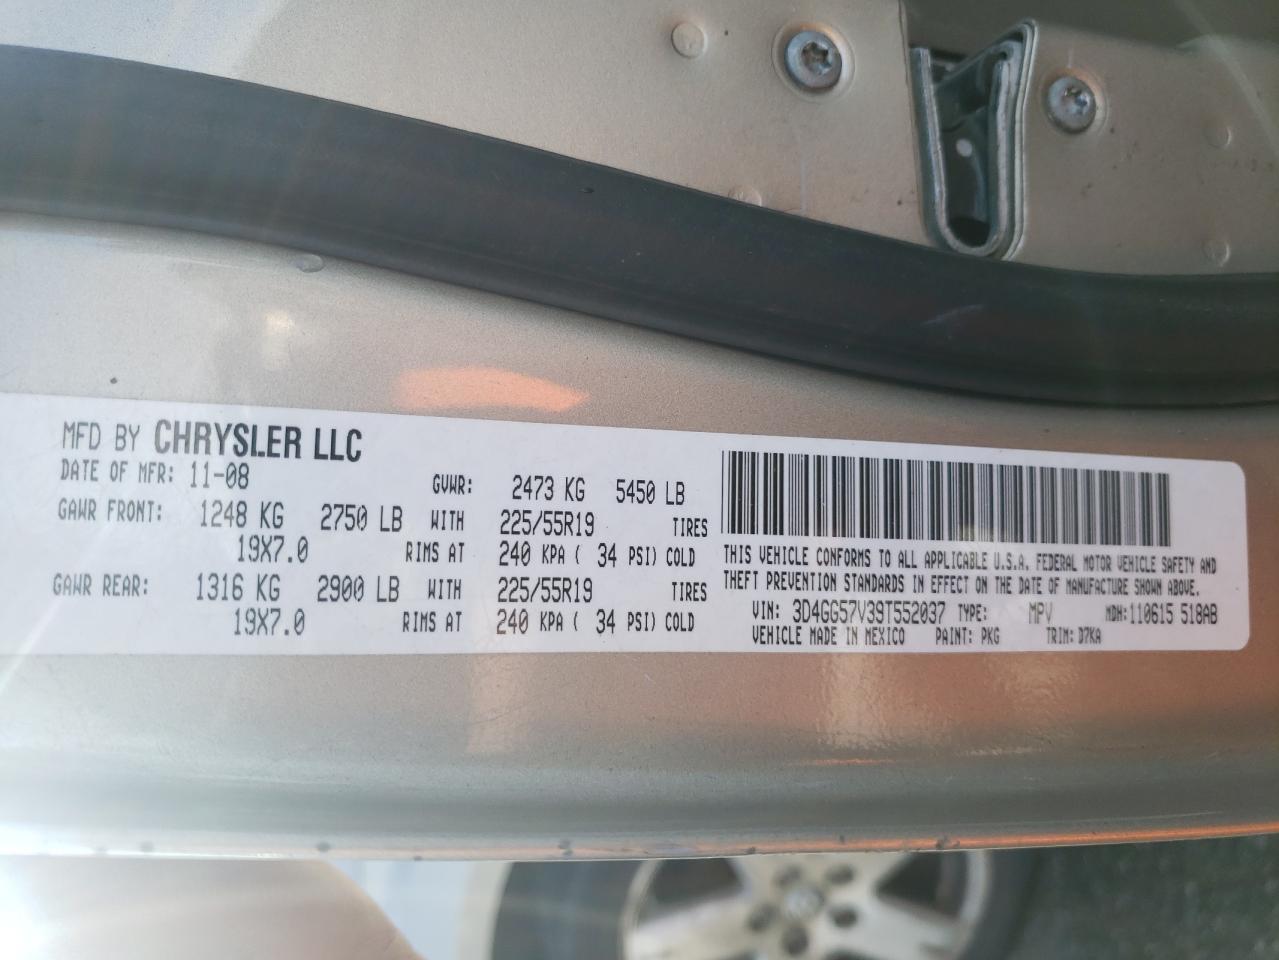 MFD BY CHRYSLER LLC
DATE OF MFR: 11-08 GVWR: 2473 KG 5450 LB
GAWR FRONT: 1248 KG 2750 LB WITH 225/55R19 TIRES
19X7.0 RIMS AT 240 KPA ( 34 PSI) COLD
GAWR REAR: 1316 KG 2900 LB WITH 225/55R19 TIRES
19X7.0 RIMS AT 240 KPA ( 34 PSI) COLD
THIS VEHICLE CONFORMS TO ALL APPLICABLE U.S.A. FEDERAL MOTOR VEHICLE SAFETY AND
THEFT PREVENTION STANDARDS IN EFFECT ON THE DATE OF MANUFACTURE SHOWN ABOVE.
VIN: 3D4GG57V39T552037 TYPE: MPV MDH:110615 518AB
VEHICLE MADE IN MEXICO PAINT: PKG TRIM: D7KA